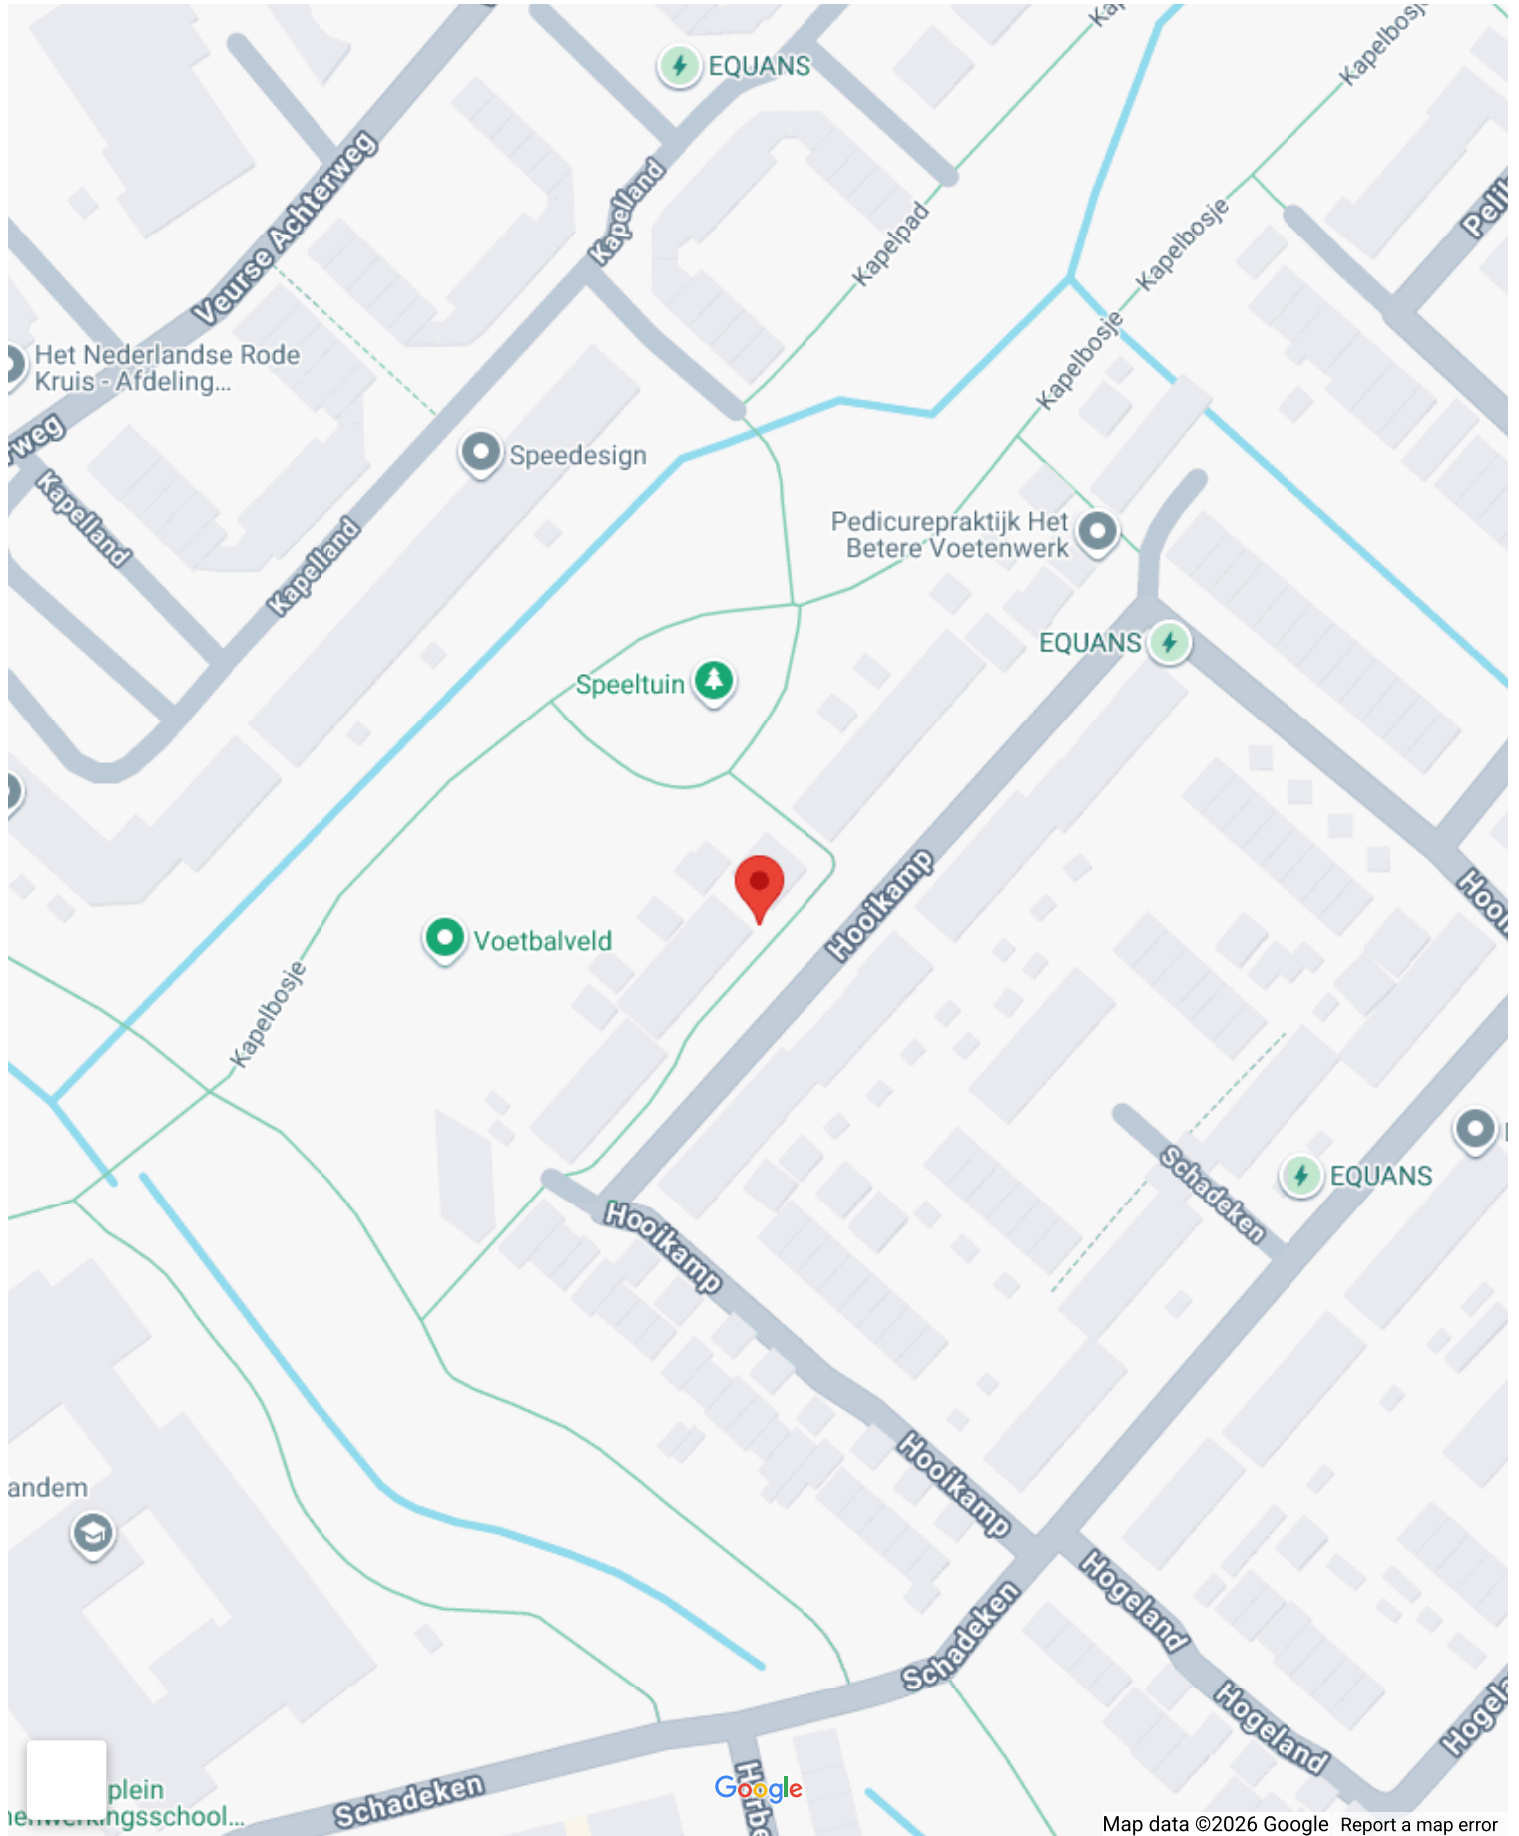 EQUANS
Kapelbosje
Veurse Achterweg
Kapelland
Kapelpad
Kapelbosje
Kapelbosje
Het Nederlandse Rode
Kruis - Afdeling...
Speedesign
Kapelland
Kapelland
Pedicurepraktijk Het
Betere Voetenwerk
EQUANS
Speeltuin
Hooikamp
Voetbalveld
Kapelbosje
Schadeken
EQUANS
Hooikamp
Hooikamp
andem
Hogeland
Schadeken
Hogeland
Schadeken
plein
Google
Map data ©2026 Google
Report a map error